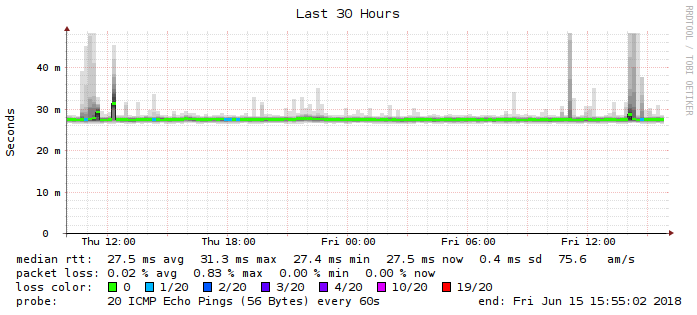 Last 30 Hours
RRDTOOL / TOBI OETIKER
Seconds
40 m
30 m
20 m
10 m
0
Thu 12:00 Thu 18:00 Fri 00:00 Fri 06:00 Fri 12:00
median rtt: 27.5 ms avg 31.3 ms max 27.4 ms min 27.5 ms now 0.4 ms sd 75.6 am/s
packet loss: 0.02 % avg 0.83 % max 0.00 % min 0.00 % now
loss color: 0 1/20 2/20 3/20 4/20 10/20 19/20
probe: 20 ICMP Echo Pings (56 Bytes) every 60s end: Fri Jun 15 15:55:02 2018